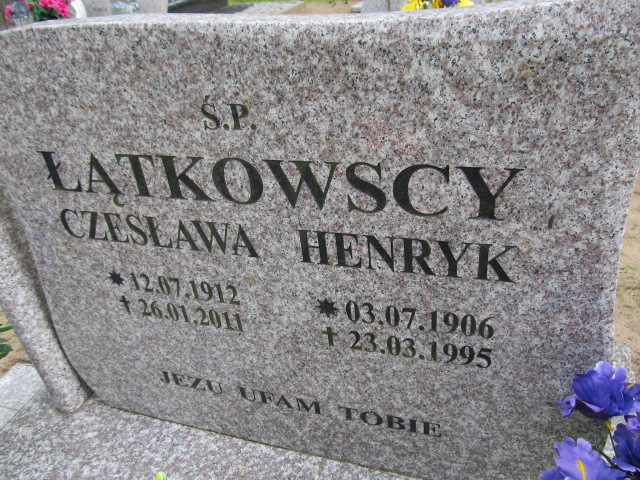 Ś.P.
ŁĄTKOWSCY
CZESŁAWA HENRYK
* 12.07.1912 * 03.07.1906
† 26.01.2011 † 23.03.1995
JEZU UFAM TOBIE